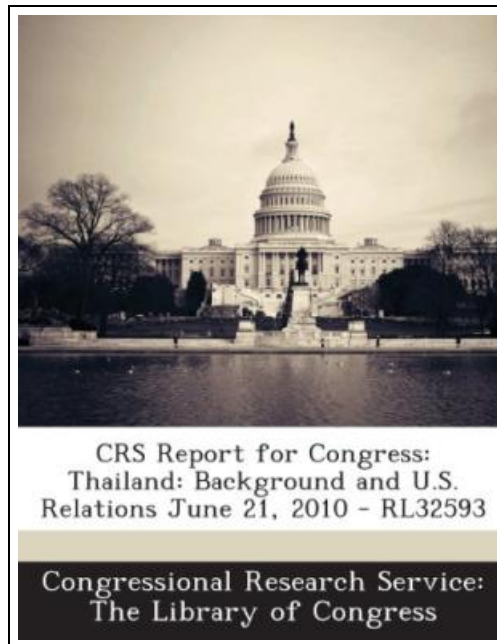 CRS Report for Congress:
Thailand: Background and U.S.
Relations June 21, 2010 - RL32593
Congressional Research Service:
The Library of Congress